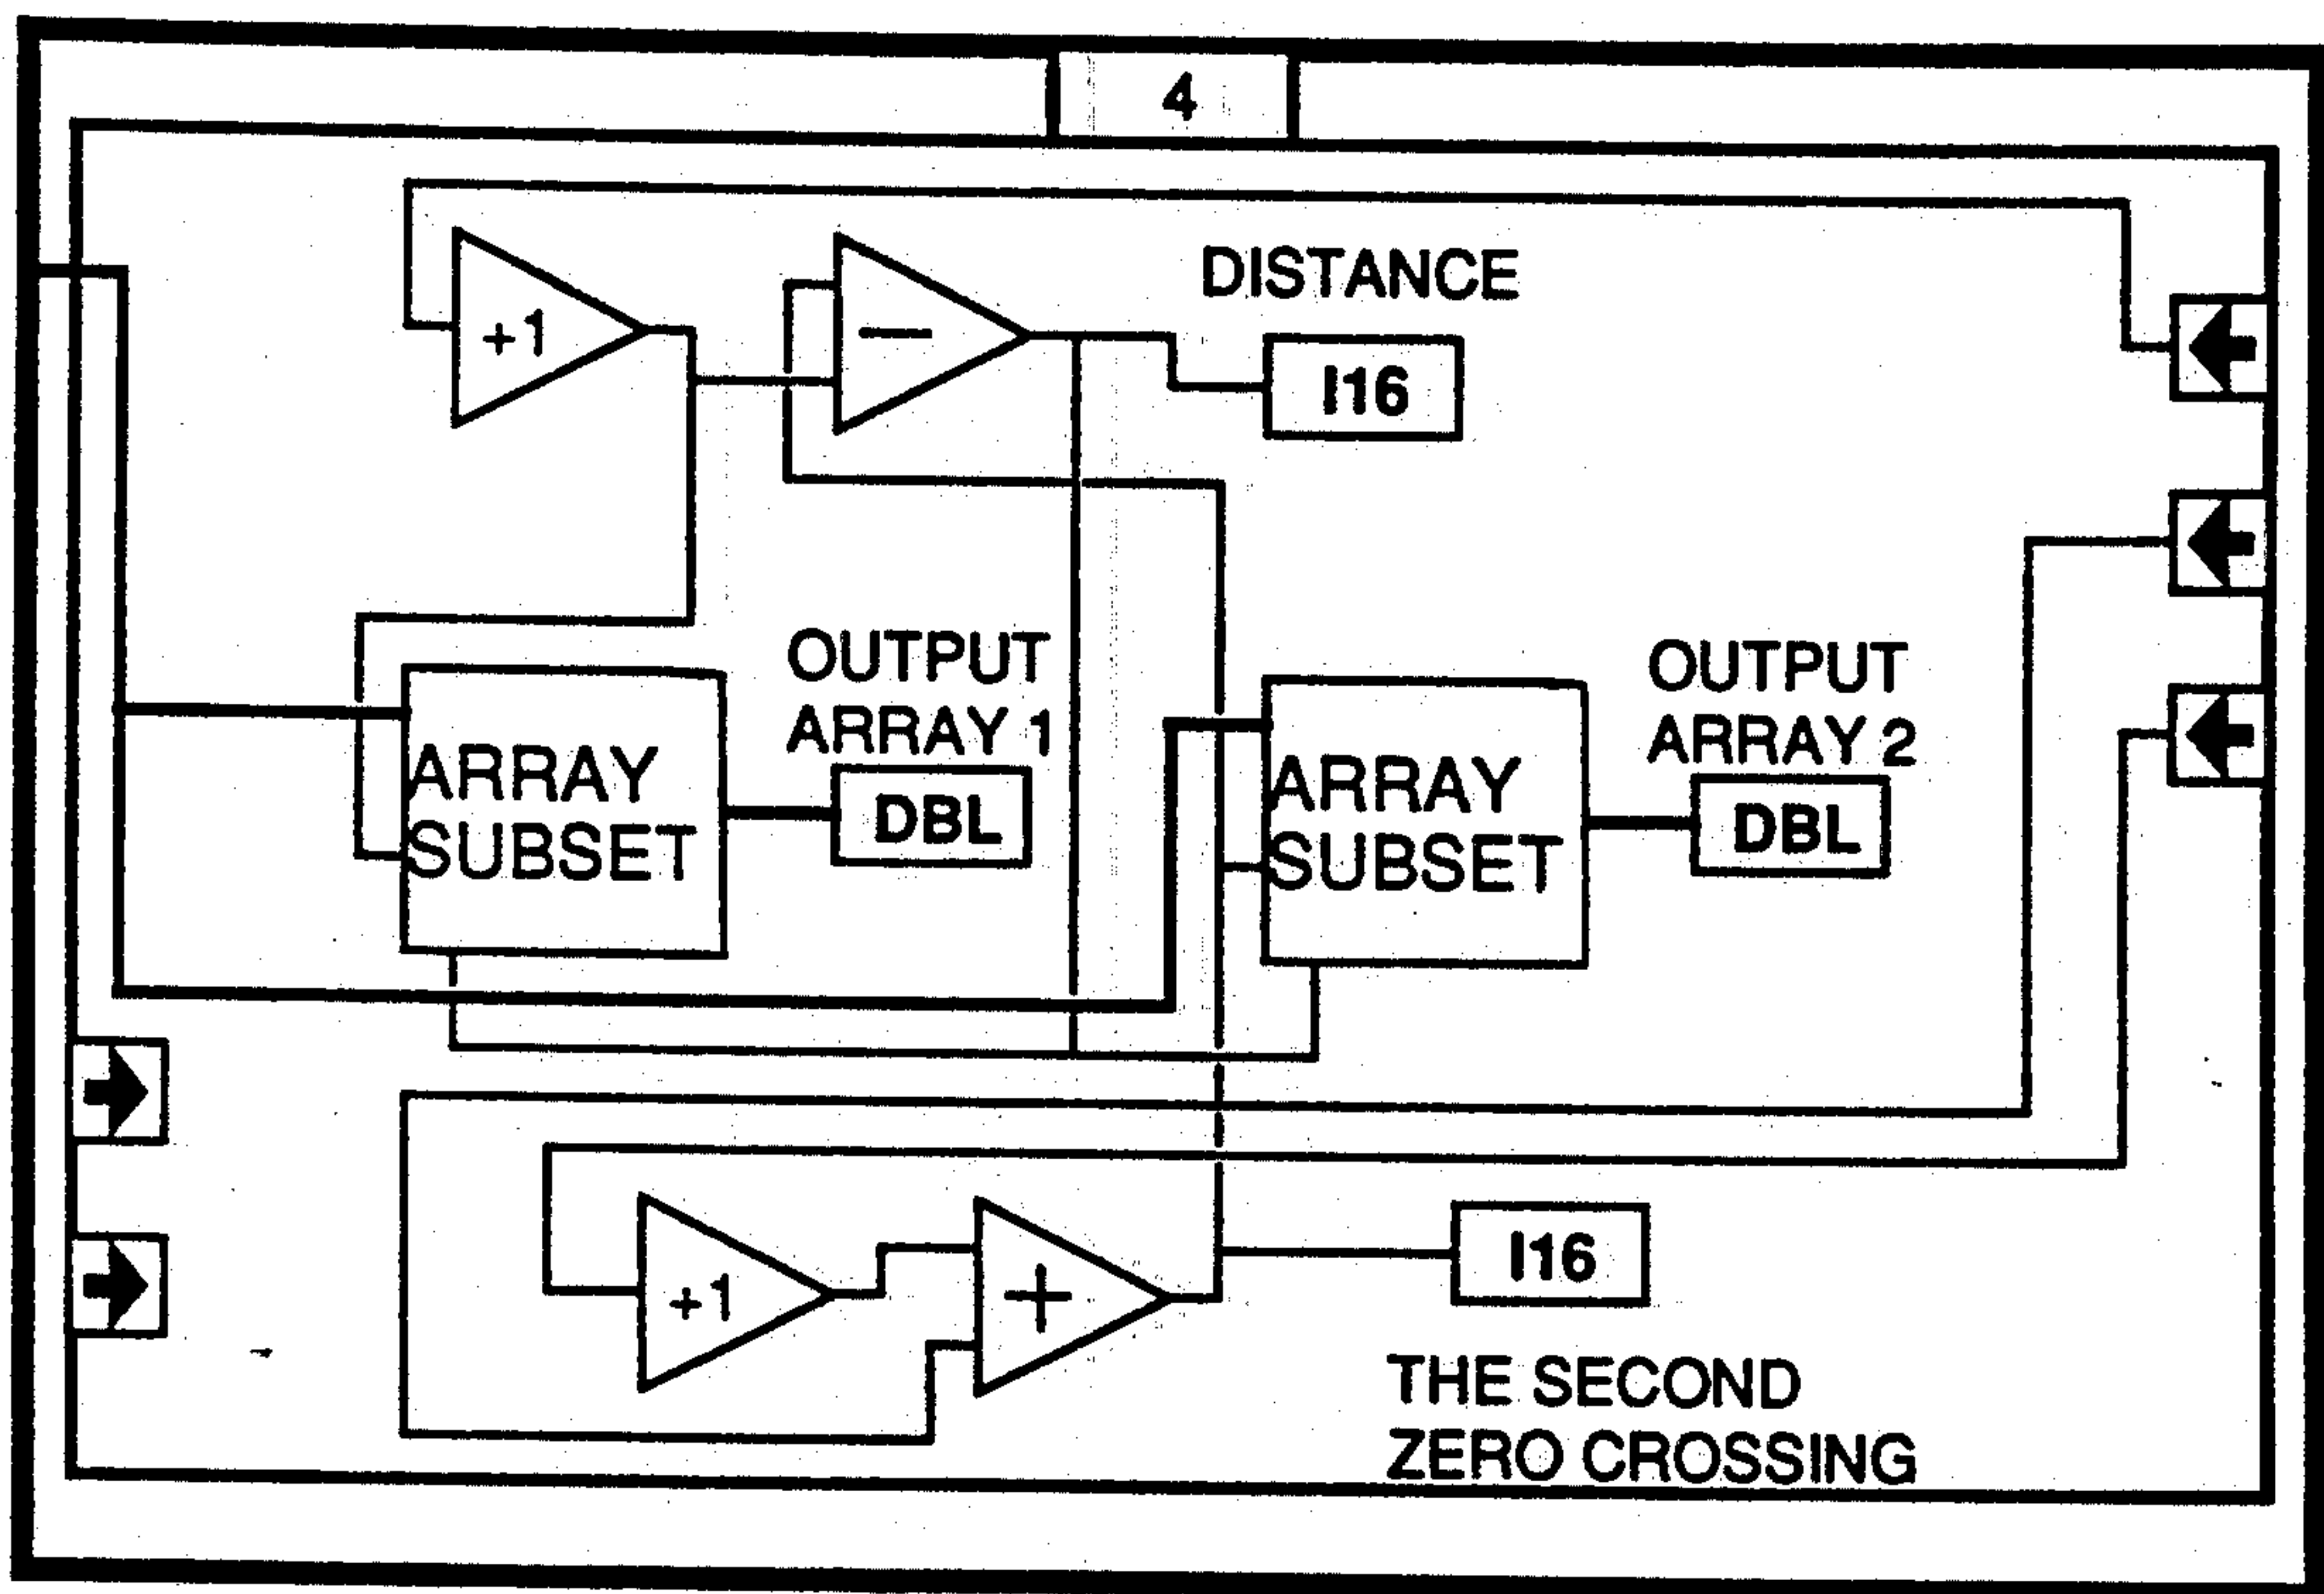 4
+1
−
DISTANCE
I16
OUTPUT
ARRAY 1
ARRAY
SUBSET
DBL
OUTPUT
ARRAY 2
ARRAY
SUBSET
DBL
+1
+
I16
THE SECOND
ZERO CROSSING